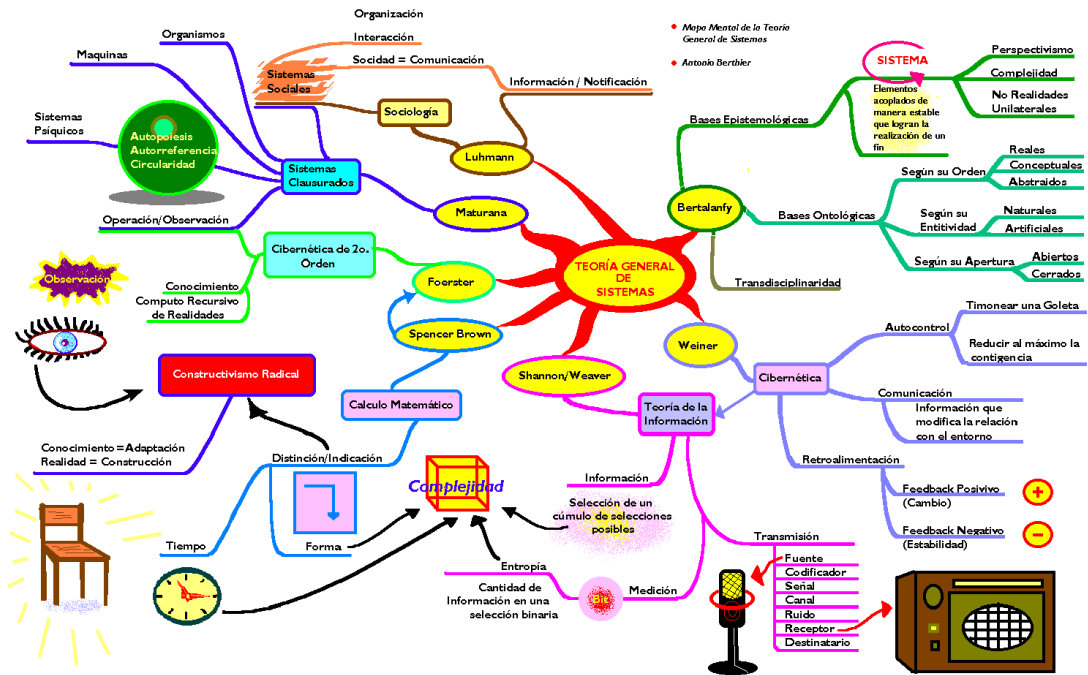 Mapa Mental de la Teoría
General de Sistemas
Antonio Berthier
TEORÍA GENERAL
DE
SISTEMAS
Organización
Interacción
Socidad = Comunicación
Sistemas
Sociales
Información / Notificación
Sociología
Luhmann
Organismos
Maquinas
Sistemas
Psíquicos
Autopoiesis
Autorreferencia
Circularidad
Sistemas
Clausurados
Operación/Observación
Maturana
Cibernética de 2o.
Orden
Conocimiento
Computo Recursivo
de Realidades
Foerster
Observación
Spencer Brown
Constructivismo Radical
Calculo Matemático
Conocimiento = Adaptación
Realidad = Construcción
Distinción/Indicación
Tiempo
Forma
Complejidad
Shannon/Weaver
Teoría de la
Información
Información
Selección de un
cúmulo de selecciones
posibles
Entropía
Cantidad de
Información en una
selección binaria
Bit
Medición
Transmisión
Fuente
Codificador
Señal
Canal
Ruido
Receptor
Destinatario
Weiner
Cibernética
Autocontrol
Timonear una Goleta
Reducir al máximo la
contigencia
Comunicación
Información que
modifica la relación
con el entorno
Retroalimentación
Feedback Posivivo
(Cambio)
+
Feedback Negativo
(Estabilidad)
−
Bertalanfy
Bases Epistemológicas
SISTEMA
Elementos
acoplados de
manera estable
que logran la
realización de un
fin
Perspectivismo
Complejidad
No Realidades
Unilaterales
Bases Ontológicas
Según su Orden
Reales
Conceptuales
Abstraidos
Según su
Entitividad
Naturales
Artificiales
Según su Apertura
Abiertos
Cerrados
Transdisciplinaridad